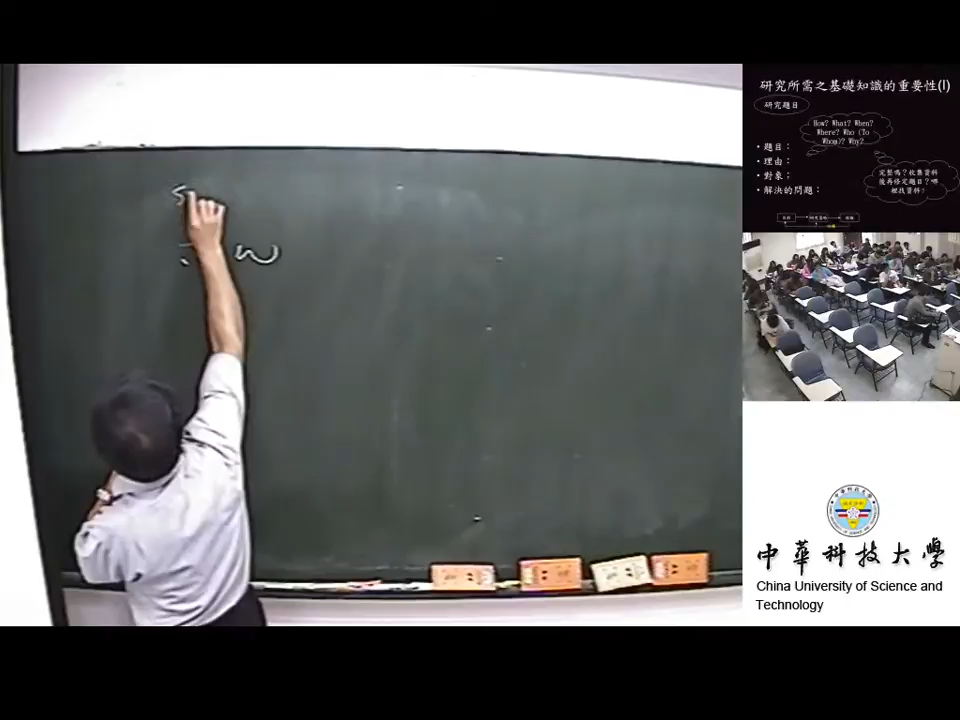 研究所需之基礎知識的重要性(I)
研究題目
How? What? When?
Where? Who (To
Whom)? Why?
• 題目：
• 理由：
• 對象：
• 解決的問題：
完整嗎？收集資料
後再修定題目？哪
裡找資料？
S
W
中華科技大學
China University of Science and
Technology